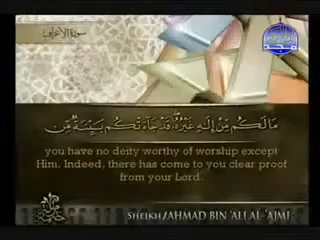 سورة الأعراف
مَا لَكُم مِّنْ إِلَٰهٍ غَيْرُهُ ۖ قَدْ جَاءَتْكُم بَيِّنَةٌ مِّن
you have no deity worthy of worship except
Him. Indeed, there has come to you clear proof
from your Lord.
SHEIKH/AHMAD BIN 'ALI AL-'AJMI